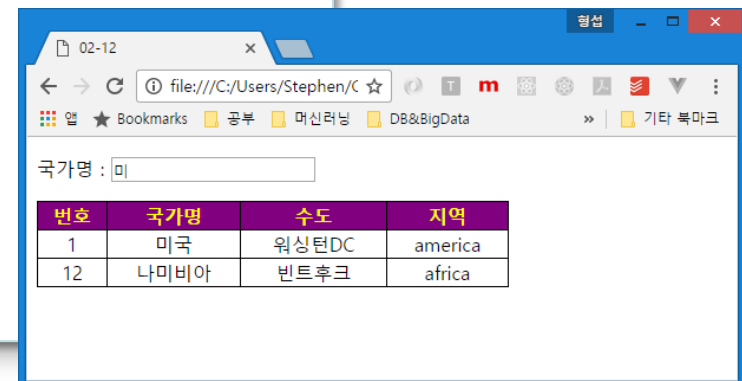 형섭
02-12
file:///C:/Users/Stephen/C
앱 Bookmarks 공부 머신러닝 DB&BigData » 기타 북마크
국가명 : 미
번호 국가명 수도 지역
1 미국 워싱턴DC america
12 나미비아 빈트후크 africa